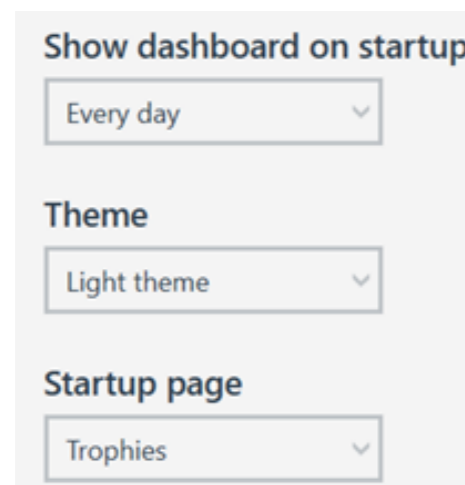 Show dashboard on startup
Every day
Theme
Light theme
Startup page
Trophies